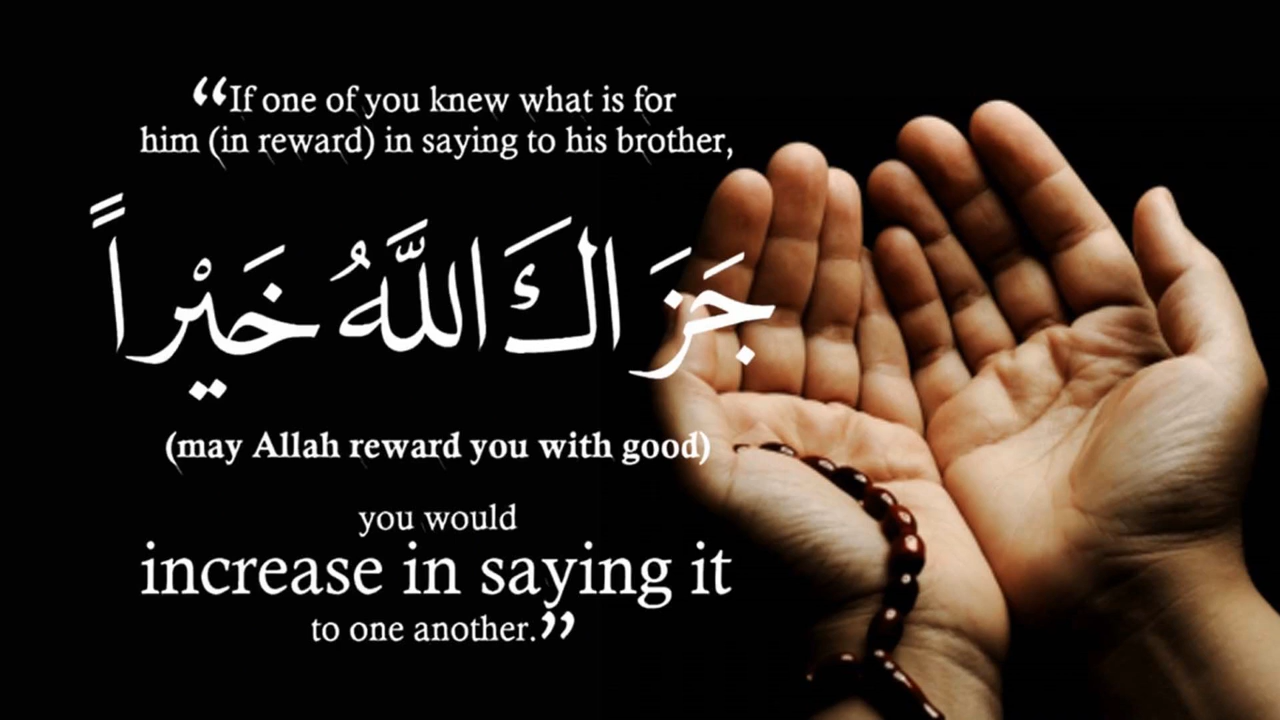 “If one of you knew what is for
him (in reward) in saying to his brother,
جَزَاكَ اللَّهُ خَيْراً
(may Allah reward you with good)
you would
increase in saying it
to one another.”